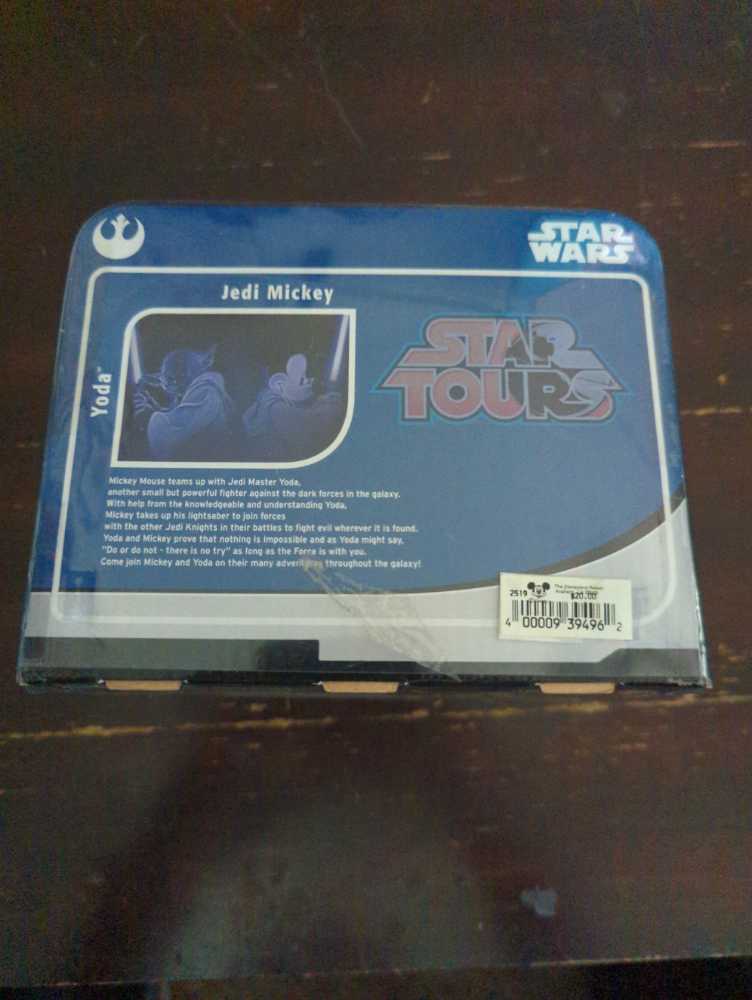 STAR
WARS
Jedi Mickey
Yoda™
STAR
TOURS
Mickey Mouse teams up with Jedi Master Yoda,
another small but powerful fighter against the dark forces in the galaxy.
With help from the knowledgeable and understanding Yoda,
Mickey takes up his lightsaber to join forces
with the other Jedi Knights in their battles to fight evil wherever it is found.
Yoda and Mickey prove that nothing is impossible and as Yoda might say,
"Do or do not - there is no try" as long as the Force is with you.
Come join Mickey and Yoda on their many adventures throughout the galaxy!
2519
$20.00
4 00009 39496 2